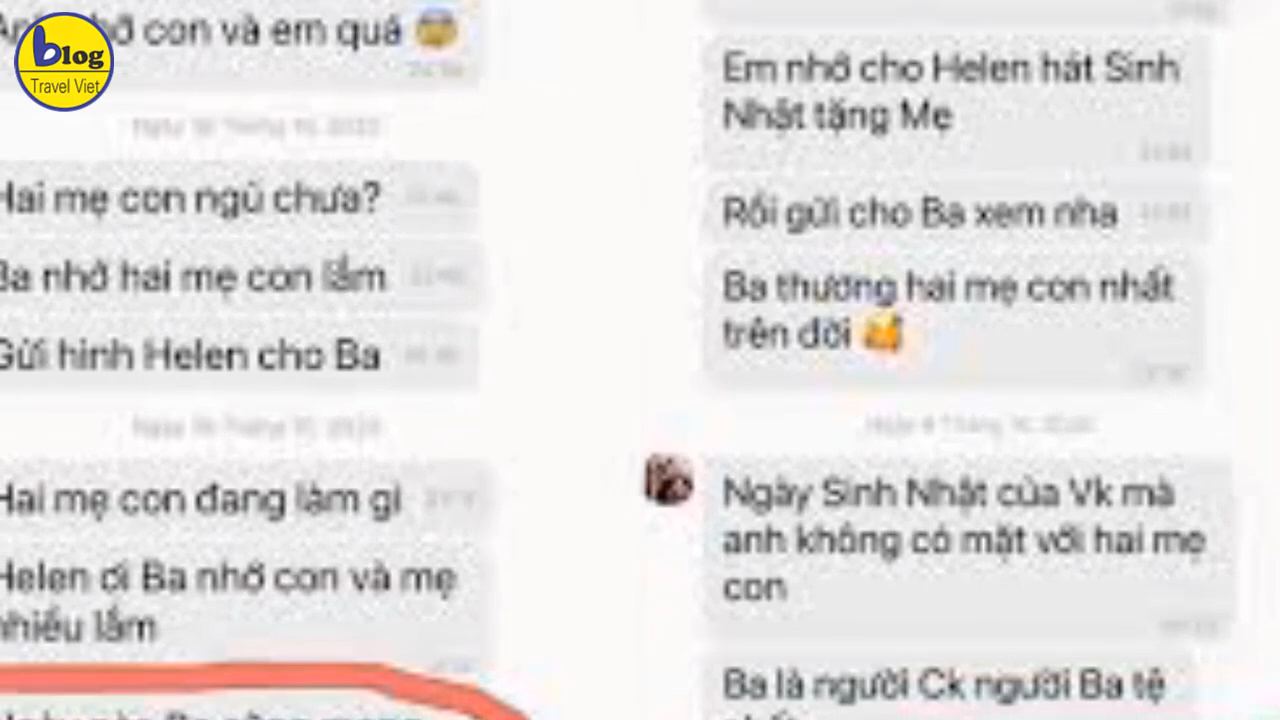 blog
Travel Viet
nhớ con và em quá
Hai mẹ con ngủ chưa?
Ba nhớ hai mẹ con lắm
Gửi hình Helen cho Ba
Hai mẹ con đang làm gì
Helen ơi Ba nhớ con và mẹ
nhiều lắm
Em nhớ cho Helen hát Sinh
Nhật tặng Mẹ
Rồi gửi cho Ba xem nha
Ba thương hai mẹ con nhất
trên đời
Ngày Sinh Nhật của Vk mà
anh không có mặt với hai mẹ
con
Ba là người Ck người Ba tệ